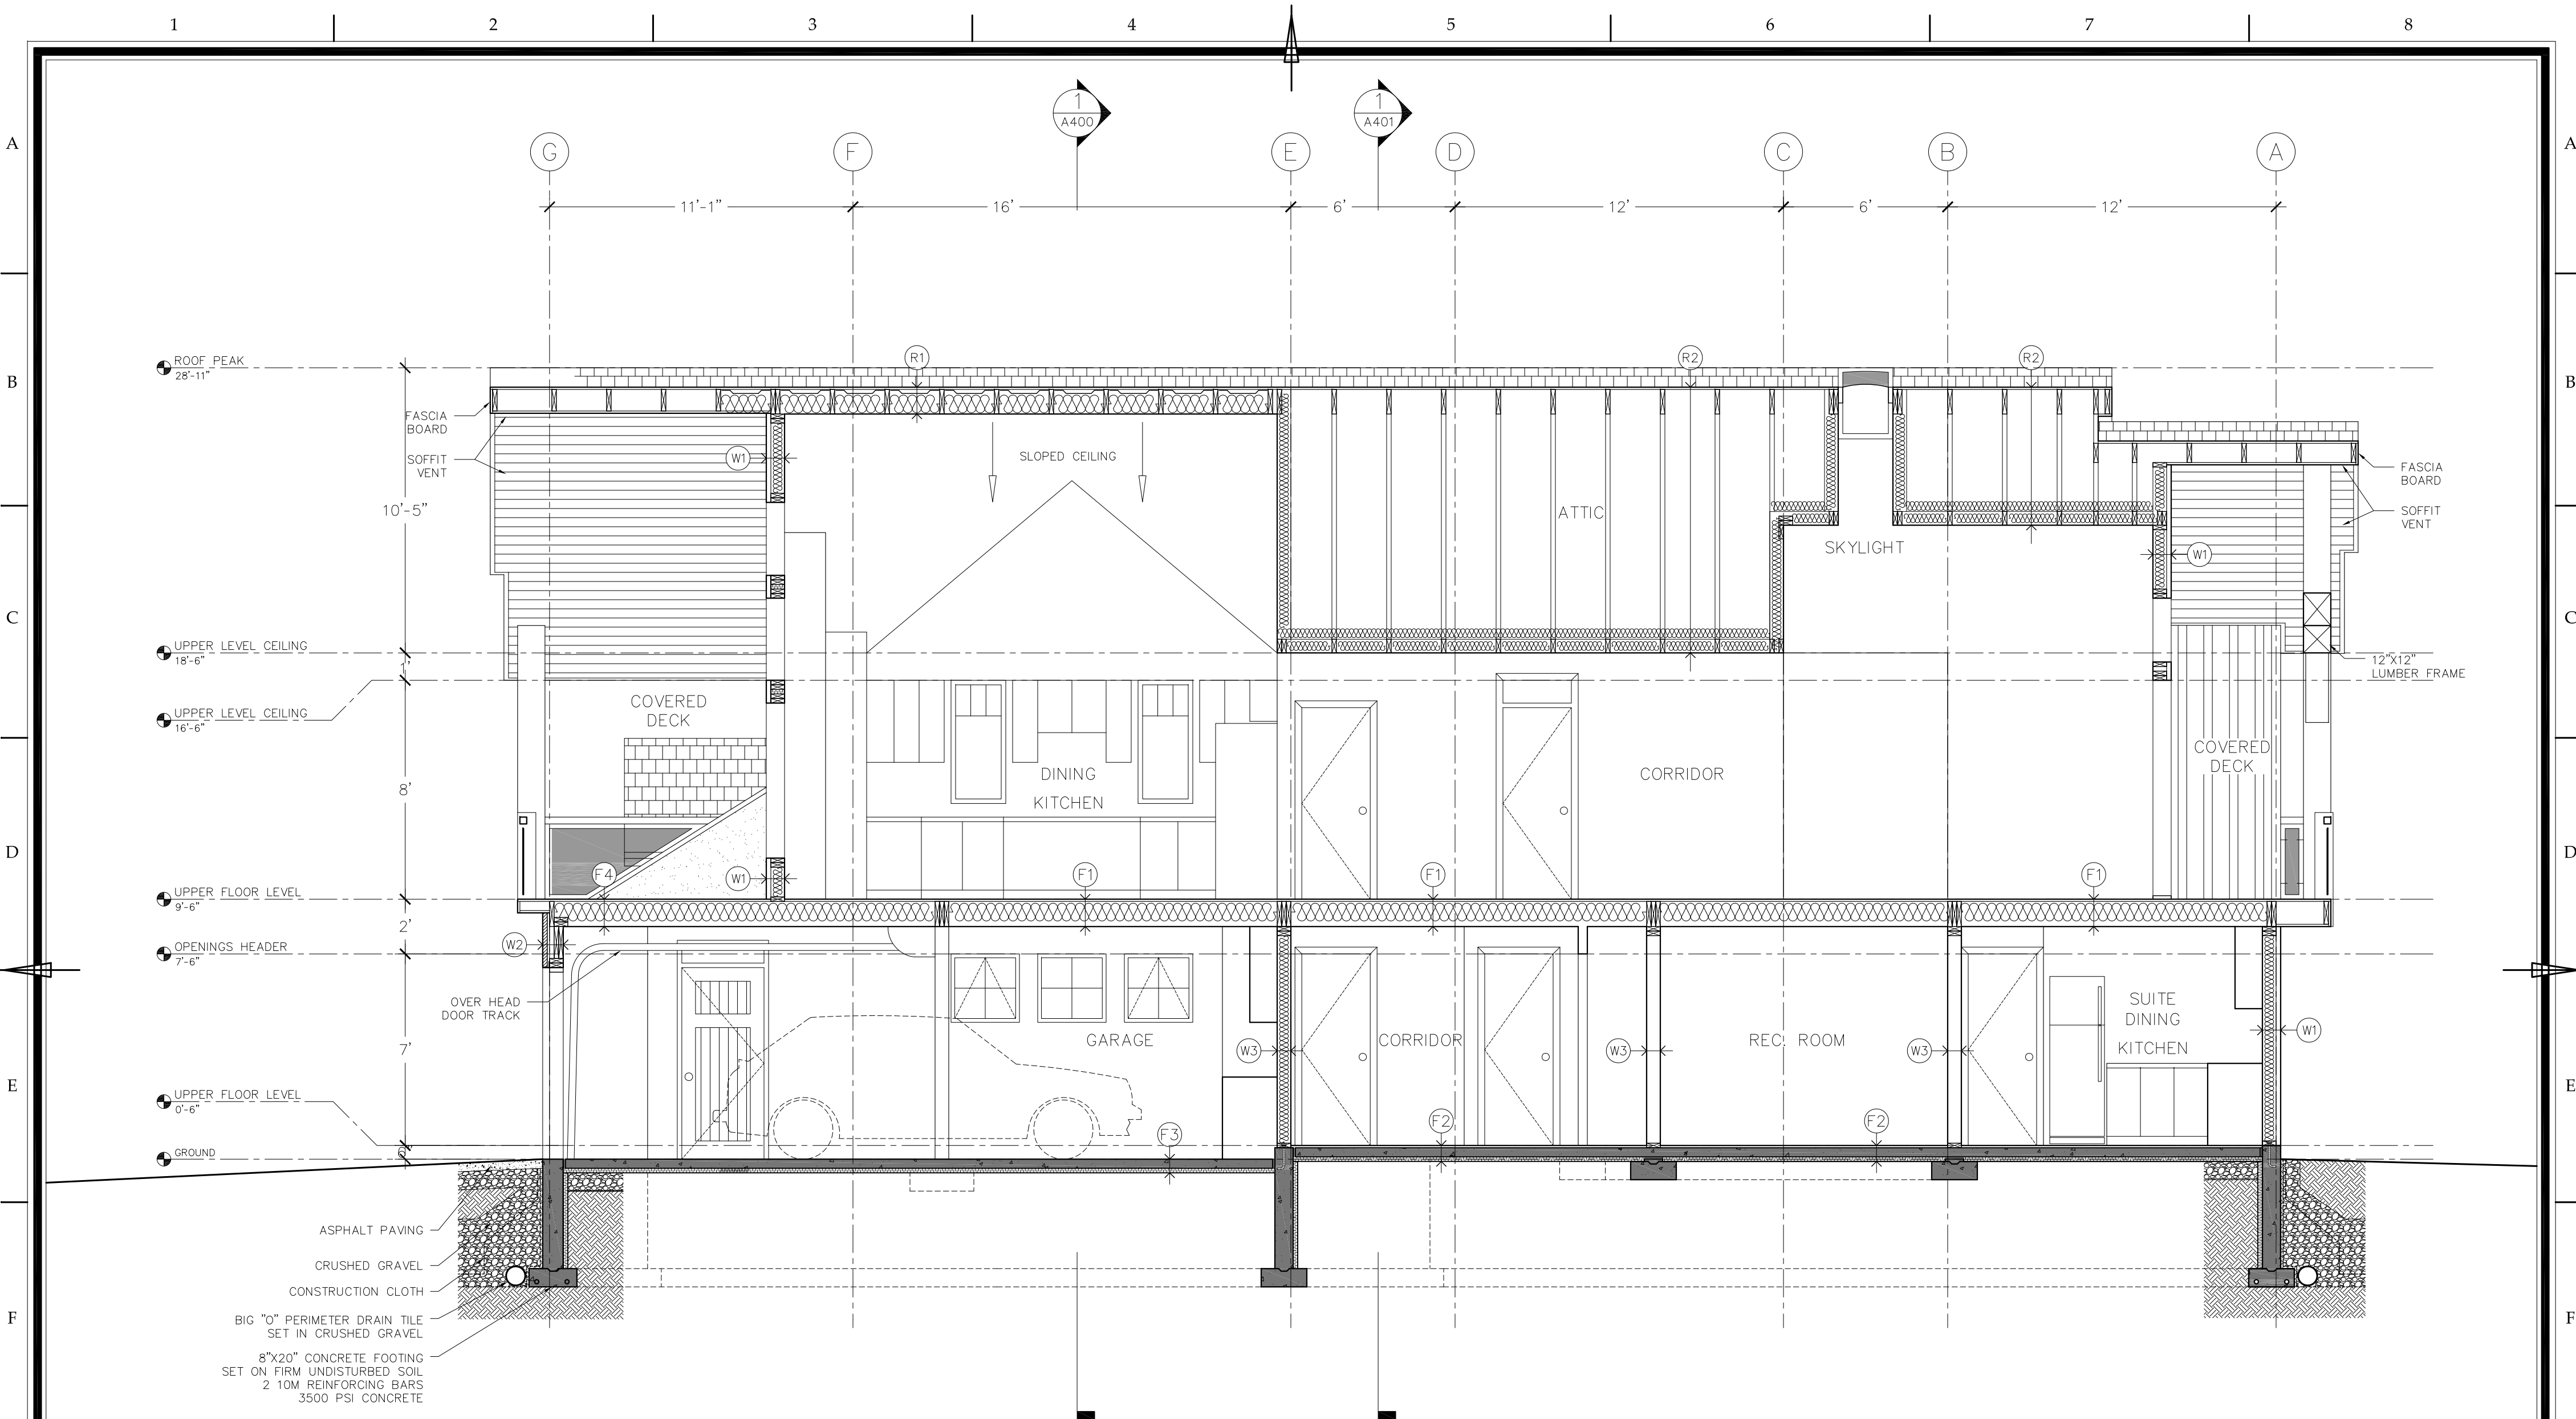 1 2 3 4 5 6 7 8
A A
1
A400
1
A401
G F E D C B A
11'-1" 16' 6' 12' 6' 12'
B B
ROOF PEAK
28'-11"
R1 R2 R2
FASCIA
BOARD
SOFFIT
VENT
W1
SLOPED CEILING
FASCIA
BOARD
SOFFIT
VENT
10'-5"
ATTIC
SKYLIGHT
W1
C C
UPPER LEVEL CEILING
18'-6"
1'
12"X12"
LUMBER FRAME
UPPER LEVEL CEILING
16'-6"
COVERED
DECK
8'
DINING
KITCHEN
CORRIDOR
COVERED
DECK
D D
F4 W1 F1 F1 F1
UPPER FLOOR LEVEL
9'-6"
2'
W2
OPENINGS HEADER
7'-6"
OVER HEAD
DOOR TRACK
7'
GARAGE
W3
CORRIDOR
W3
REC. ROOM
W3
SUITE
DINING
KITCHEN
W1
E E
UPPER FLOOR LEVEL
0'-6"
F3 F2 F2
GROUND
ASPHALT PAVING
CRUSHED GRAVEL
CONSTRUCTION CLOTH
BIG "O" PERIMETER DRAIN TILE
SET IN CRUSHED GRAVEL
8"X20" CONCRETE FOOTING
SET ON FIRM UNDISTURBED SOIL
2 10M REINFORCING BARS
3500 PSI CONCRETE
F F